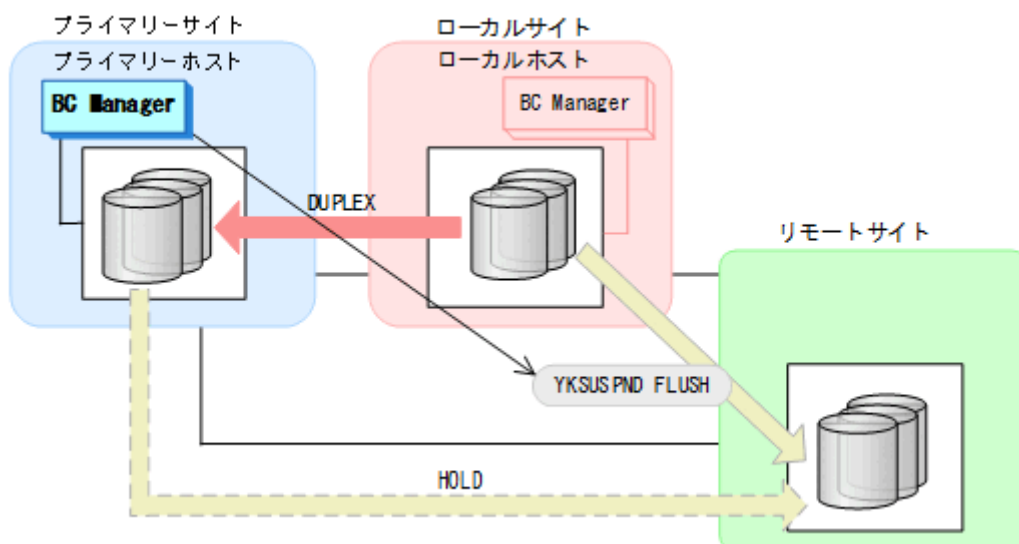 プライマリーサイト
プライマリーホスト
BC Manager
ローカルサイト
ローカルホスト
BC Manager
DUPLEX
リモートサイト
YKSUSPND FLUSH
HOLD